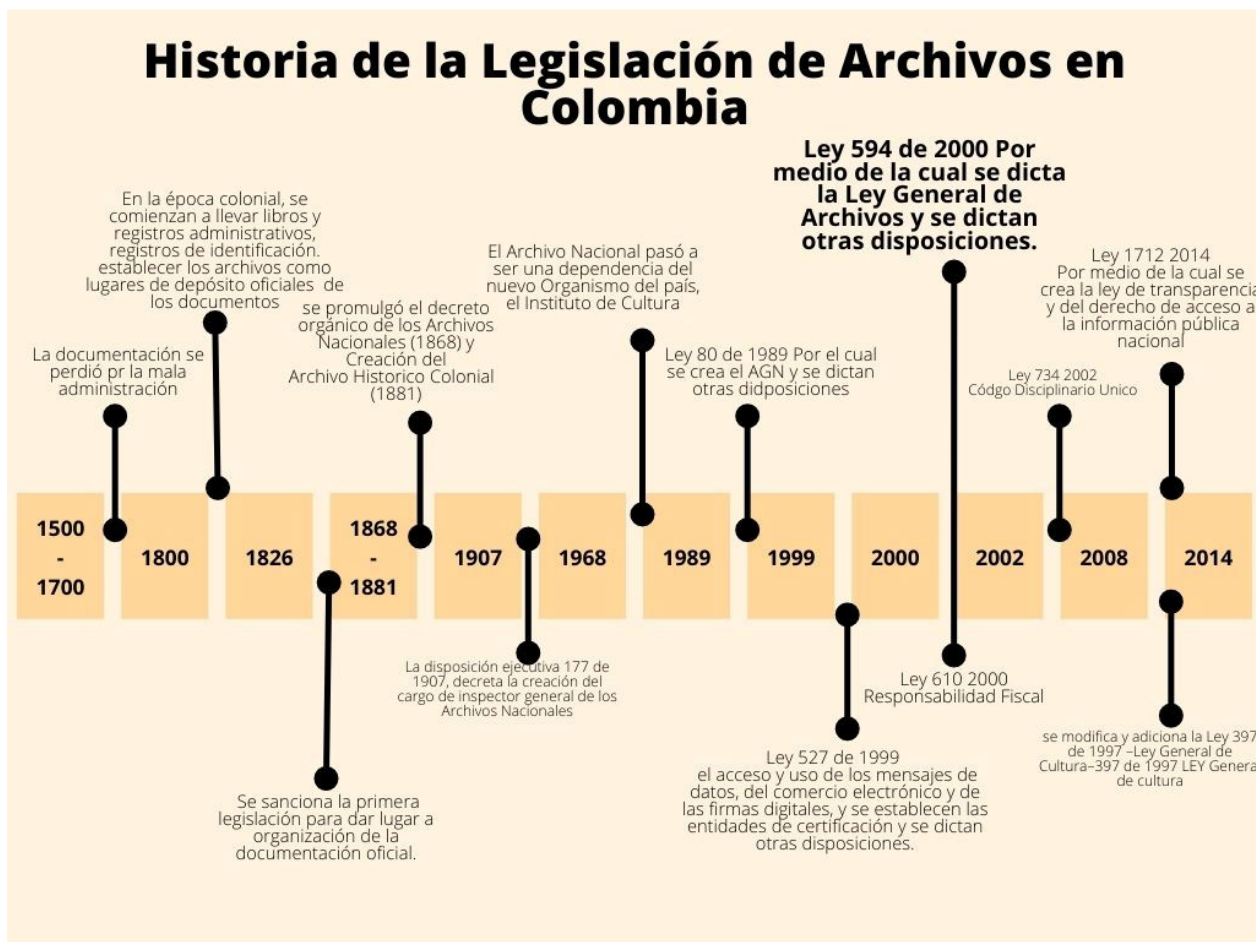 Historia de la Legislación de Archivos en
Colombia
Ley 594 de 2000 Por
medio de la cual se dicta
la Ley General de
Archivos y se dictan
otras disposiciones.
En la época colonial, se
comienzan a llevar libros y
registros administrativos,
registros de identificación.
establecer los archivos como
lugares de depósito oficiales de
los documentos
El Archivo Nacional pasó a
ser una dependencia del
nuevo Organismo del país,
el Instituto de Cultura
Ley 1712 2014
Por medio de la cual se
crea la ley de transparencia
y del derecho de acceso a
la información pública
nacional
se promulgó el decreto
orgánico de los Archivos
Nacionales (1868) y
Creación del
Archivo Historico Colonial
(1881)
La documentación se
perdió pr la mala
administración
Ley 80 de 1989 Por el cual
se crea el AGN y se dictan
otras didposiciones
Ley 734 2002
Códgo Disciplinario Unico
1500
-
1700
1800
1826
1868
-
1881
1907
1968
1989
1999
2000
2002
2008
2014
La disposición ejecutiva 177 de
1907, decreta la creación del
cargo de inspector general de los
Archivos Nacionales
Ley 610 2000
Responsabilidad Fiscal
se modifica y adiciona la Ley 397
de 1997 –Ley General de
Cultura–397 de 1997 LEY Genera
de cultura
Ley 527 de 1999
el acceso y uso de los mensajes de
datos, del comercio electrónico y de
las firmas digitales, y se establecen las
entidades de certificación y se dictan
otras disposiciones.
Se sanciona la primera
legislación para dar lugar a
organización de la
documentación oficial.